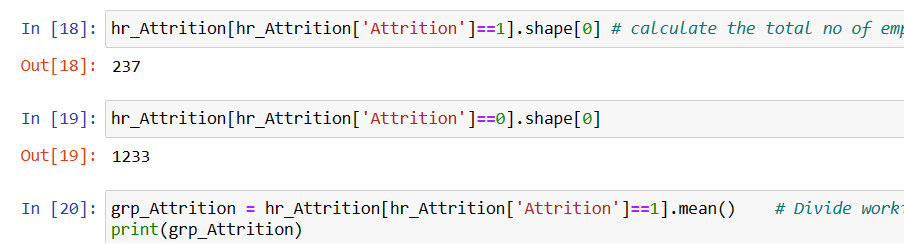 In [18]: hr_Attrition[hr_Attrition['Attrition']==1].shape[0] # calculate the total no of
Out[18]: 237
In [19]: hr_Attrition[hr_Attrition['Attrition']==0].shape[0]
Out[19]: 1233
In [20]: grp_Attrition = hr_Attrition[hr_Attrition['Attrition']==1].mean() # Divide
print(grp_Attrition)